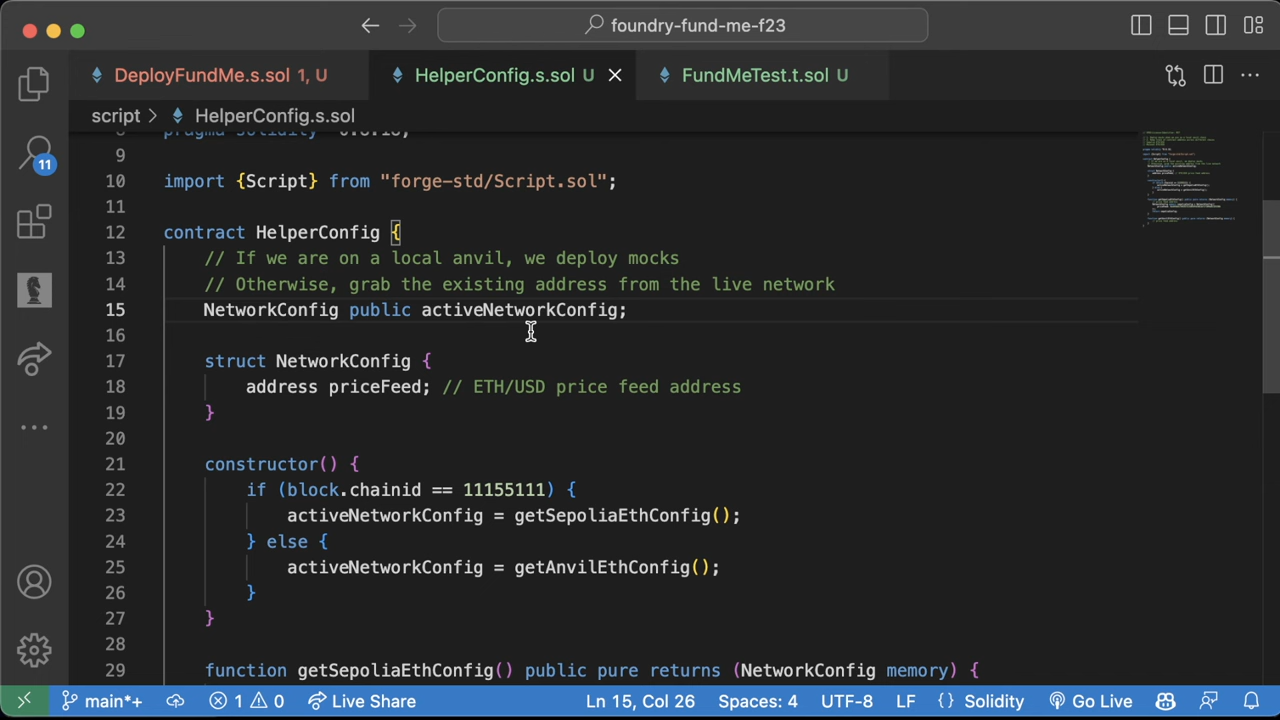 foundry-fund-me-f23
DeployFundMe.s.sol 1, U
HelperConfig.s.sol U
FundMeTest.t.sol U
script > HelperConfig.s.sol
11
9
10 import {Script} from "forge-std/Script.sol";
11
12 contract HelperConfig {
13 // If we are on a local anvil, we deploy mocks
14 // Otherwise, grab the existing address from the live network
15 NetworkConfig public activeNetworkConfig;
16
17 struct NetworkConfig {
18 address priceFeed; // ETH/USD price feed address
19 }
20
21 constructor() {
22 if (block.chainid == 11155111) {
23 activeNetworkConfig = getSepoliaEthConfig();
24 } else {
25 activeNetworkConfig = getAnvilEthConfig();
26 }
27 }
28
29 function getSepoliaEthConfig() public pure returns (NetworkConfig memory) {
main*+ 1 0 Live Share Ln 15, Col 26 Spaces: 4 UTF-8 LF {} Solidity Go Live